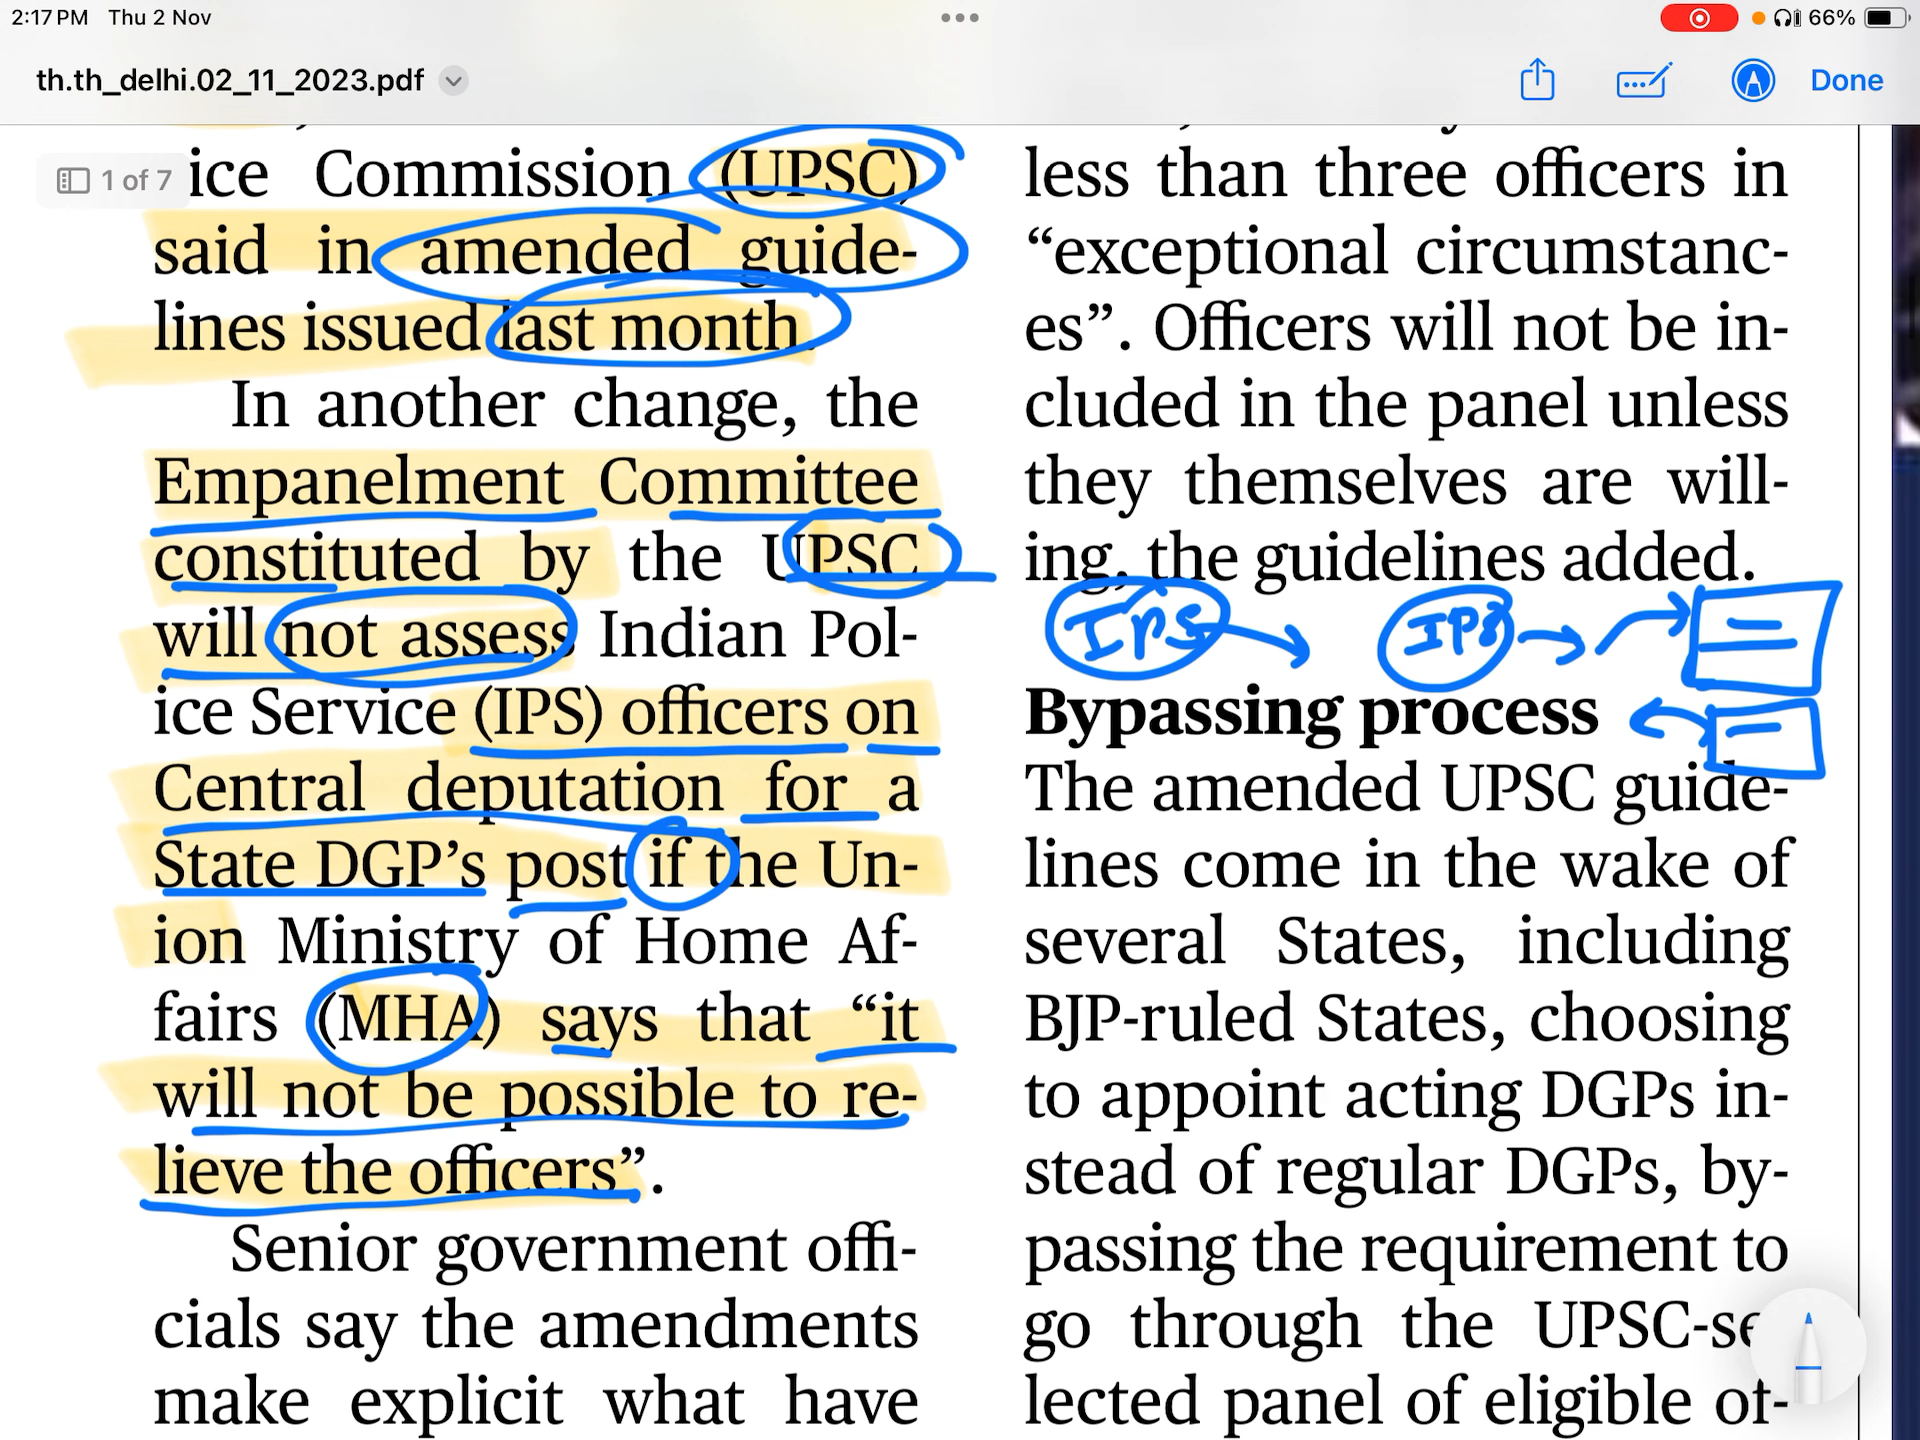 2:17 PM Thu 2 Nov
66%
th.th_delhi.02_11_2023.pdf
Done
1 of 7
ice Commission (UPSC)
said in amended guide-
lines issued last month.
In another change, the
Empanelment Committee
constituted by the UPSC
will not assess Indian Pol-
ice Service (IPS) officers on
Central deputation for a
State DGP’s post if the Un-
ion Ministry of Home Af-
fairs (MHA) says that “it
will not be possible to re-
lieve the officers”.
Senior government offi-
cials say the amendments
make explicit what have
less than three officers in
“exceptional circumstanc-
es”. Officers will not be in-
cluded in the panel unless
they themselves are will-
ing, the guidelines added.
IPS IPS
Bypassing process
The amended UPSC guide-
lines come in the wake of
several States, including
BJP-ruled States, choosing
to appoint acting DGPs in-
stead of regular DGPs, by-
passing the requirement to
go through the UPSC-se
lected panel of eligible of-